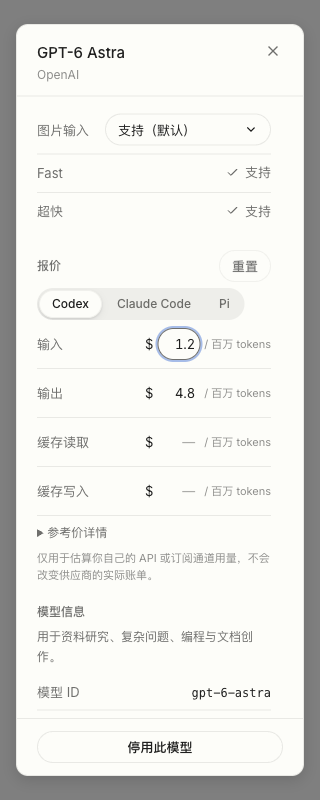 GPT-6 Astra
OpenAI
图片输入 支持（默认）
Fast 支持
超快 支持
报价 重置
Codex Claude Code Pi
输入 $ 1.2 / 百万 tokens
输出 $ 4.8 / 百万 tokens
缓存读取 $ — / 百万 tokens
缓存写入 $ — / 百万 tokens
参考价详情
仅用于估算你自己的 API 或订阅通道用量，不会
改变供应商的实际账单。
模型信息
用于资料研究、复杂问题、编程与文档创
作。
模型 ID gpt-6-astra
停用此模型